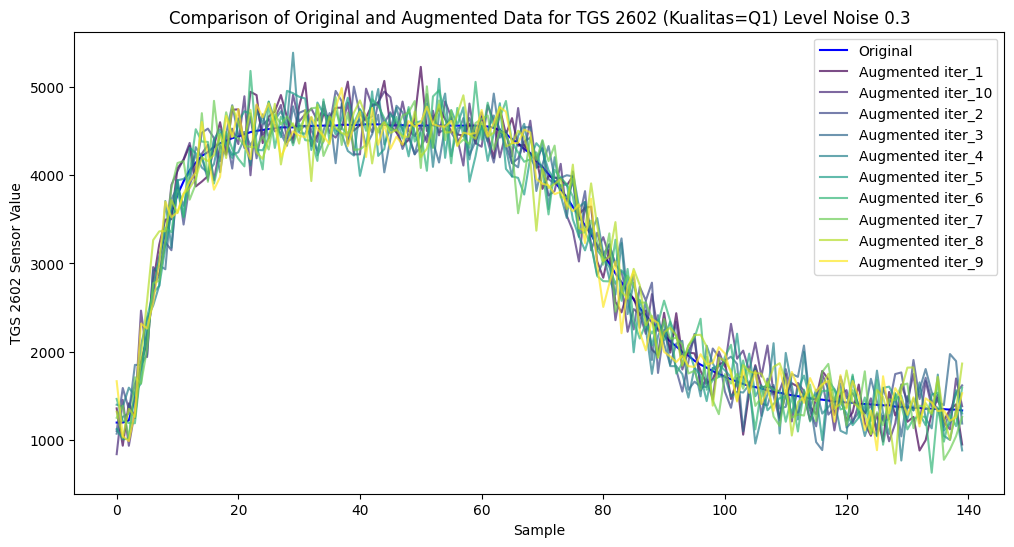 Comparison of Original and Augmented Data for TGS 2602 (Kualitas=Q1) Level Noise 0.3
Original
Augmented iter_1
Augmented iter_10
Augmented iter_2
Augmented iter_3
Augmented iter_4
Augmented iter_5
Augmented iter_6
Augmented iter_7
Augmented iter_8
Augmented iter_9
TGS 2602 Sensor Value
5000
4000
3000
2000
1000
0 20 40 60 80 100 120 140
Sample